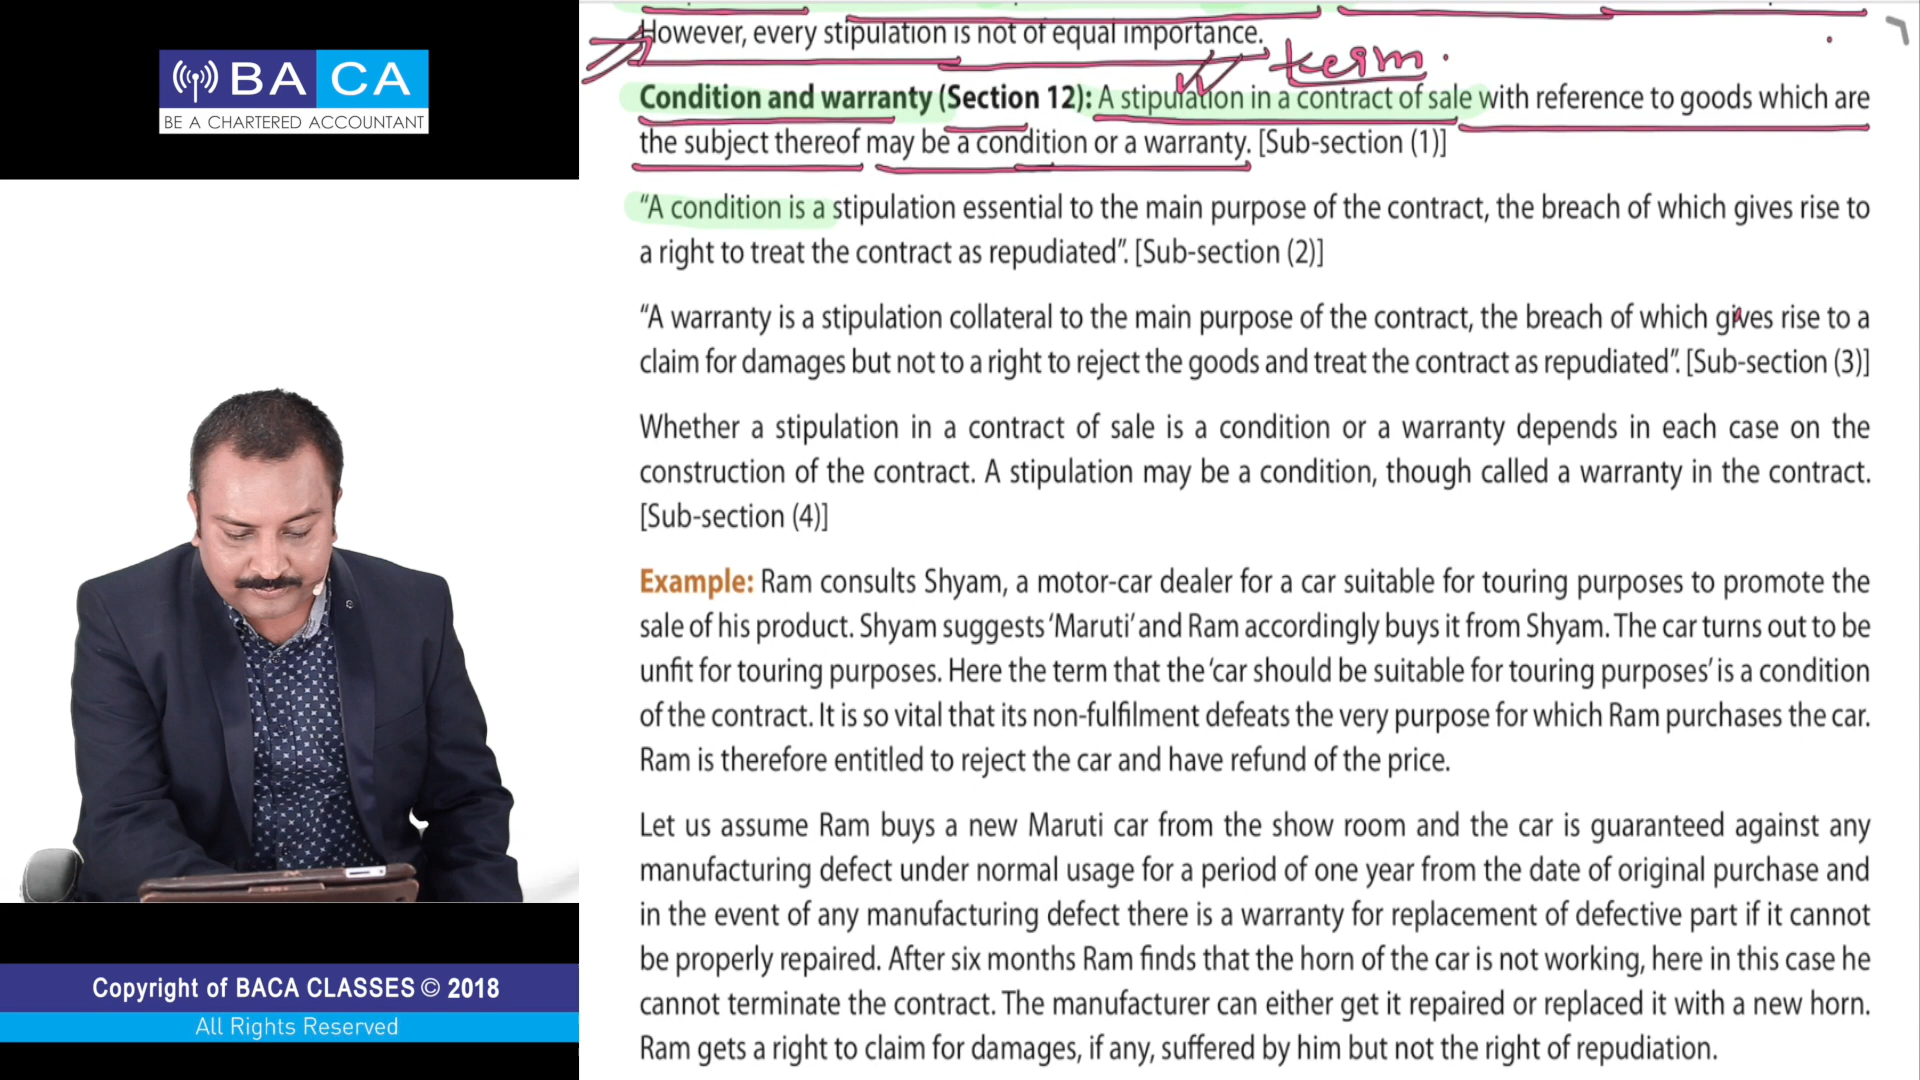 BA CA
BE A CHARTERED ACCOUNTANT
However, every stipulation is not of equal importance.
term.
Condition and warranty (Section 12): A stipulation in a contract of sale with reference to goods which are
the subject thereof may be a condition or a warranty. [Sub-section (1)]
“A condition is a stipulation essential to the main purpose of the contract, the breach of which gives rise to
a right to treat the contract as repudiated”. [Sub-section (2)]
“A warranty is a stipulation collateral to the main purpose of the contract, the breach of which gives rise to a
claim for damages but not to a right to reject the goods and treat the contract as repudiated”. [Sub-section (3)]
Whether a stipulation in a contract of sale is a condition or a warranty depends in each case on the
construction of the contract. A stipulation may be a condition, though called a warranty in the contract.
[Sub-section (4)]
Example: Ram consults Shyam, a motor-car dealer for a car suitable for touring purposes to promote the
sale of his product. Shyam suggests ‘Maruti’ and Ram accordingly buys it from Shyam. The car turns out to be
unfit for touring purposes. Here the term that the ‘car should be suitable for touring purposes’ is a condition
of the contract. It is so vital that its non-fulfilment defeats the very purpose for which Ram purchases the car.
Ram is therefore entitled to reject the car and have refund of the price.
Let us assume Ram buys a new Maruti car from the show room and the car is guaranteed against any
manufacturing defect under normal usage for a period of one year from the date of original purchase and
in the event of any manufacturing defect there is a warranty for replacement of defective part if it cannot
be properly repaired. After six months Ram finds that the horn of the car is not working, here in this case he
cannot terminate the contract. The manufacturer can either get it repaired or replaced it with a new horn.
Ram gets a right to claim for damages, if any, suffered by him but not the right of repudiation.
Copyright of BACA CLASSES © 2018
All Rights Reserved